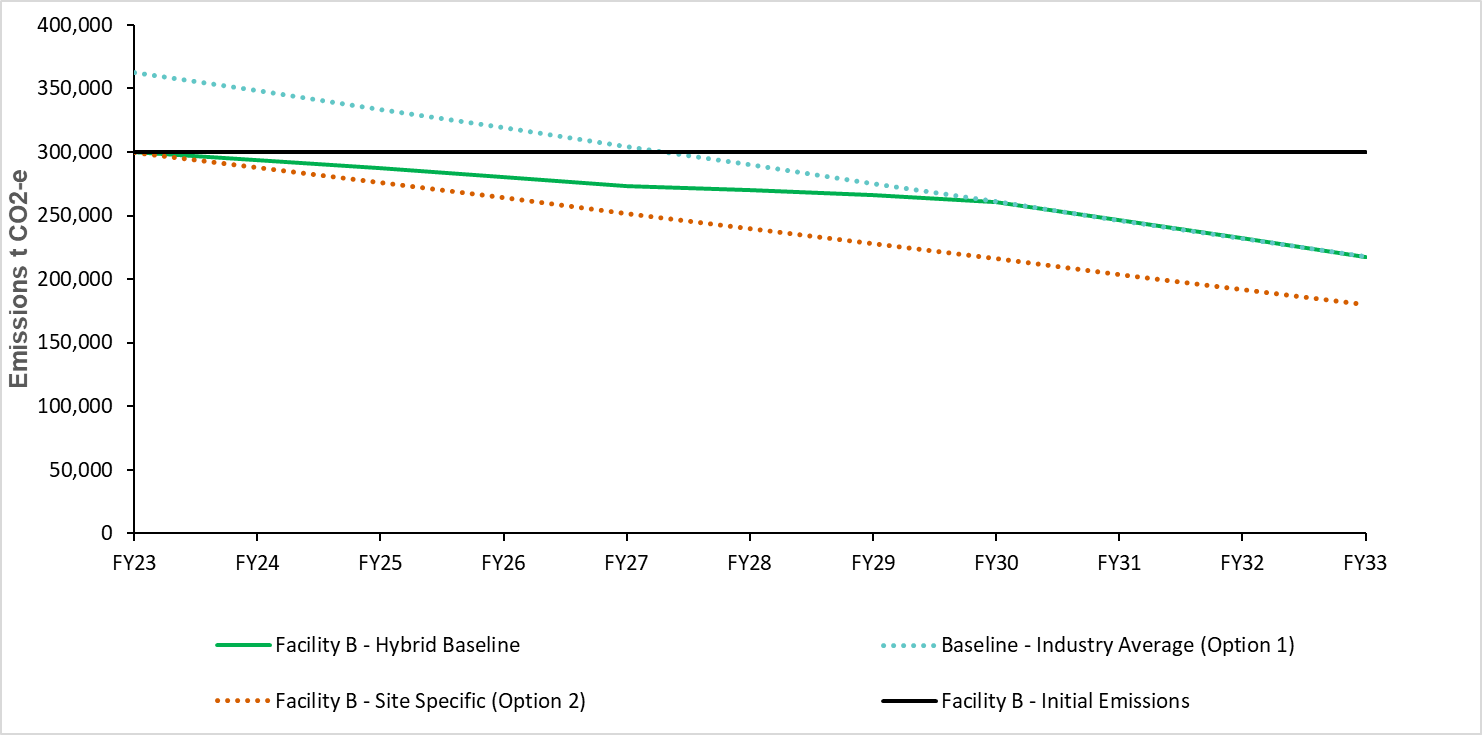 Emissions t CO2-e
400,000
350,000
300,000
250,000
200,000
150,000
100,000
50,000
0
FY23 FY24 FY25 FY26 FY27 FY28 FY29 FY30 FY31 FY32 FY33
Facility B - Hybrid Baseline
Baseline - Industry Average (Option 1)
Facility B - Site Specific (Option 2)
Facility B - Initial Emissions